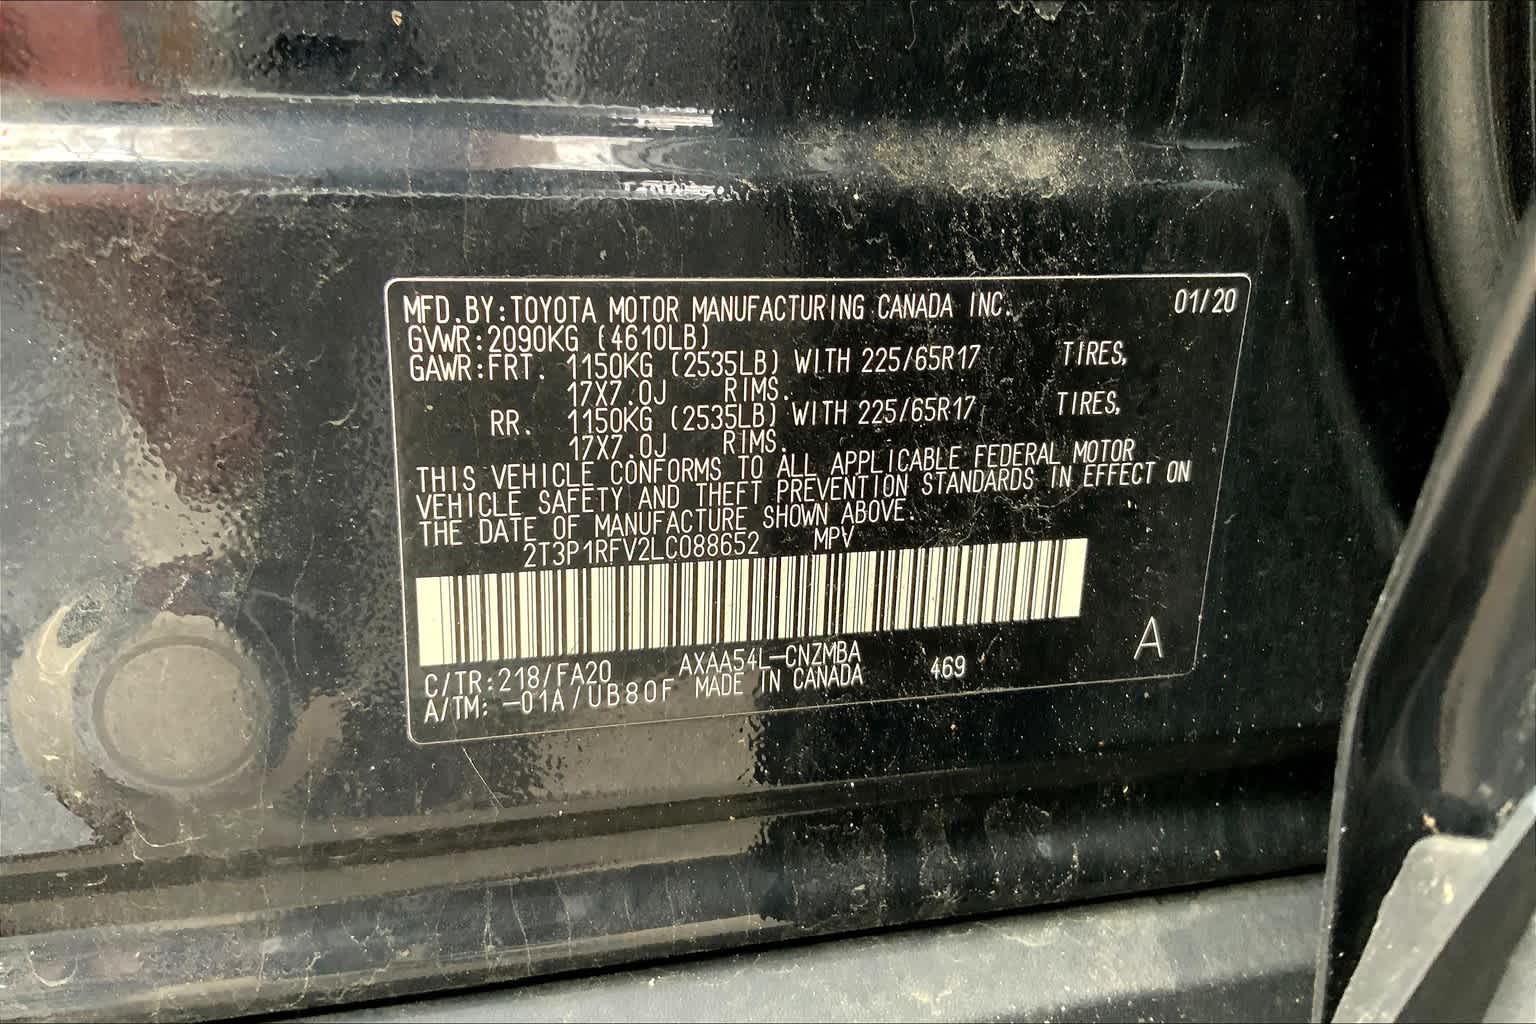 MFD.BY:TOYOTA MOTOR MANUFACTURING CANADA INC. 01/20
GVWR:2090KG (4610LB)
GAWR:FRT. 1150KG (2535LB) WITH 225/65R17 TIRES,
17X7.0J RIMS.
RR. 1150KG (2535LB) WITH 225/65R17 TIRES,
17X7.0J RIMS.
THIS VEHICLE CONFORMS TO ALL APPLICABLE FEDERAL MOTOR
VEHICLE SAFETY AND THEFT PREVENTION STANDARDS IN EFFECT ON
THE DATE OF MANUFACTURE SHOWN ABOVE.
2T3P1RFV2LC088652 MPV
C/TR:218/FA20 AXAA54L-CNZMBA 469 A
A/TM: -01A/UB80F MADE IN CANADA